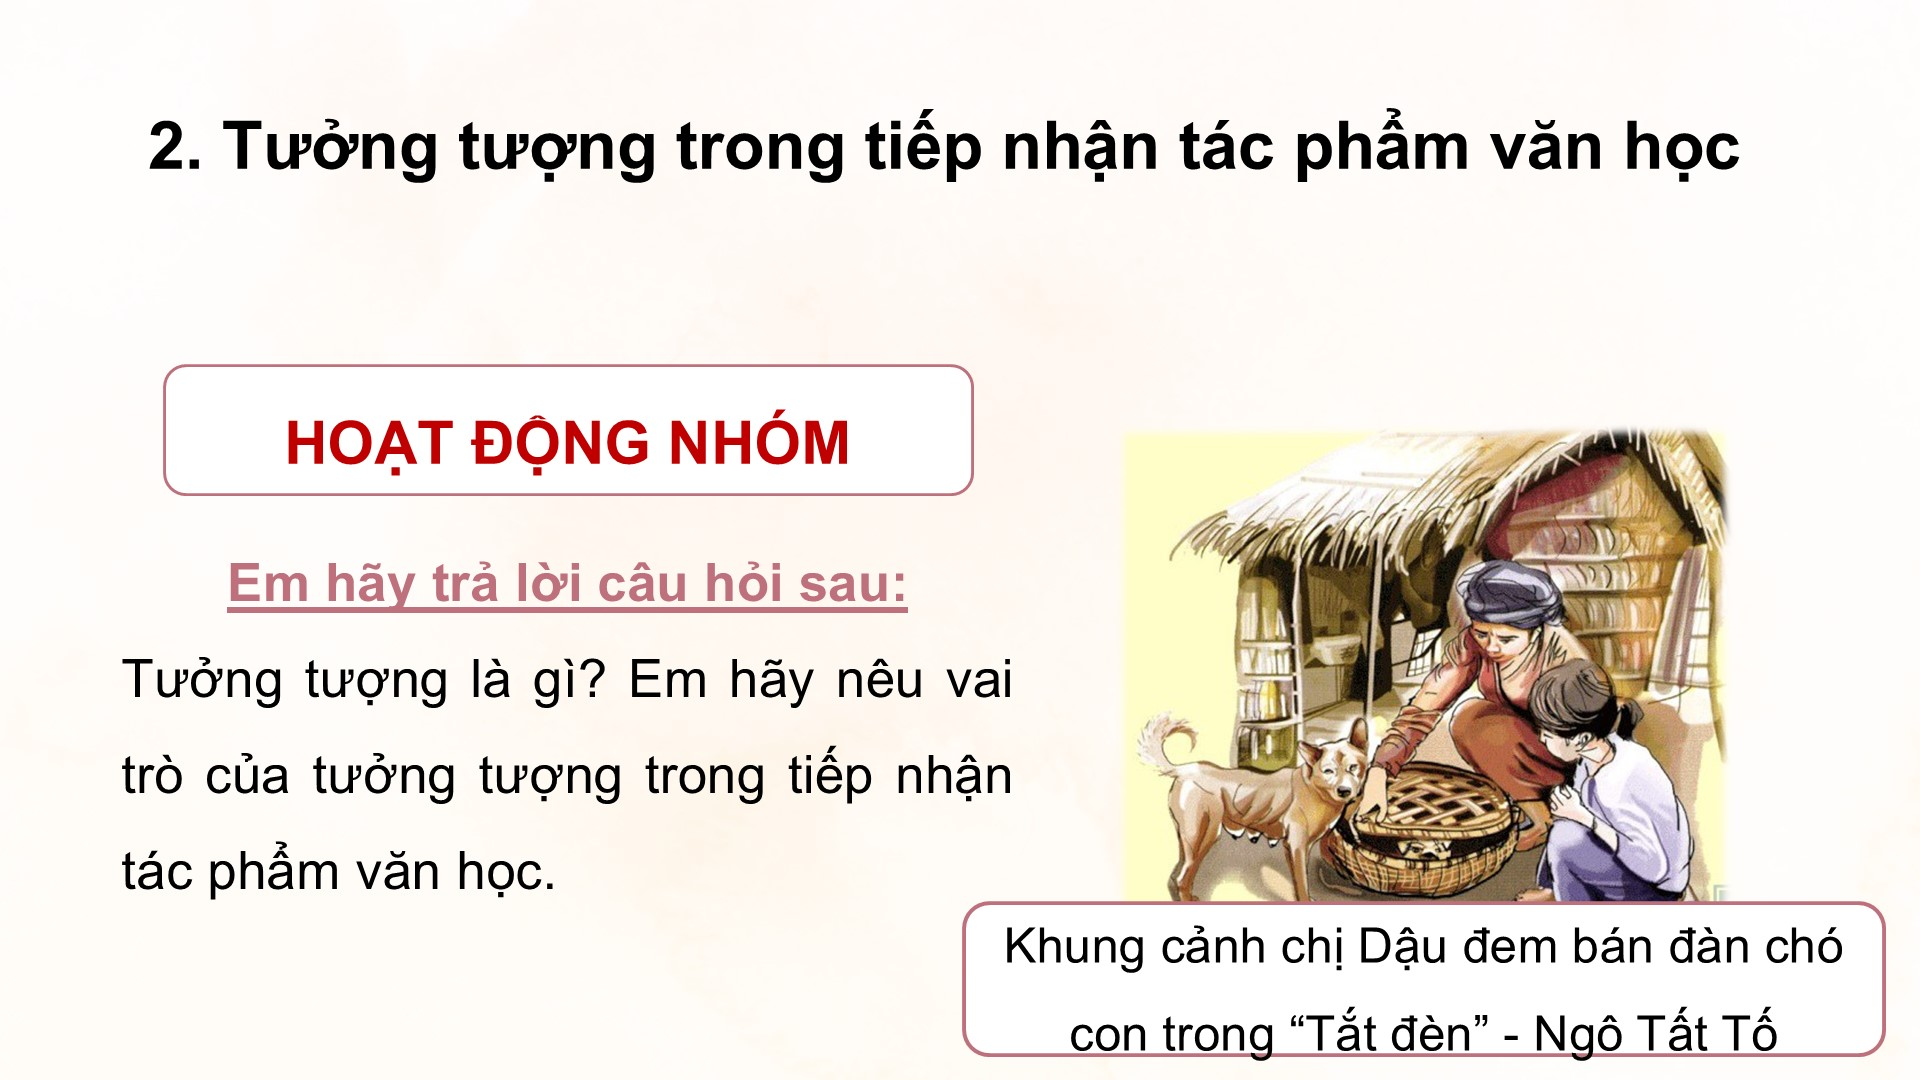 2. Tưởng tượng trong tiếp nhận tác phẩm văn học
HOẠT ĐỘNG NHÓM
Em hãy trả lời câu hỏi sau:
Tưởng tượng là gì? Em hãy nêu vai
trò của tưởng tượng trong tiếp nhận
tác phẩm văn học.
Khung cảnh chị Dậu đem bán đàn chó
con trong “Tắt đèn” - Ngô Tất Tố